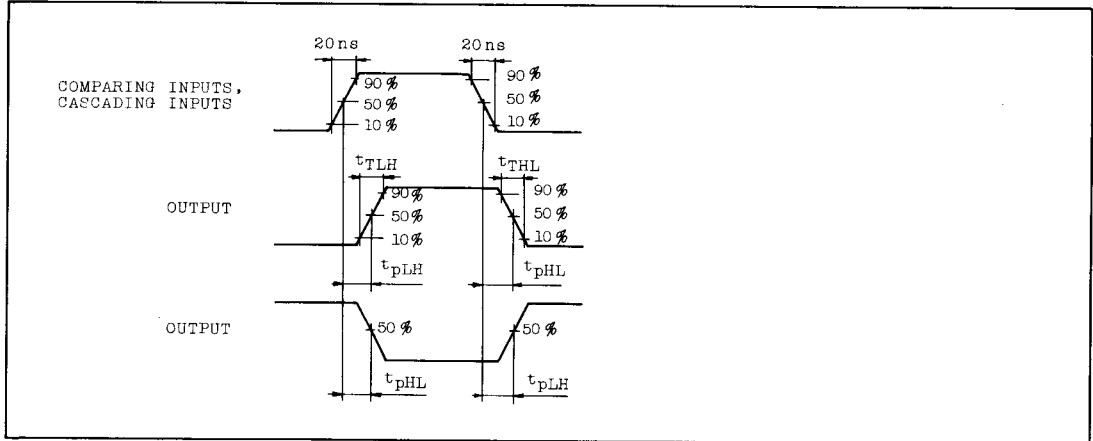 20ns 20ns
COMPARING INPUTS, 90% 90%
CASCADING INPUTS 50% 50%
10% 10%
tTLH tTHL
90% 90%
OUTPUT 50% 50%
10% 10%
tpLH tpHL
OUTPUT 50% 50%
tpHL tpLH